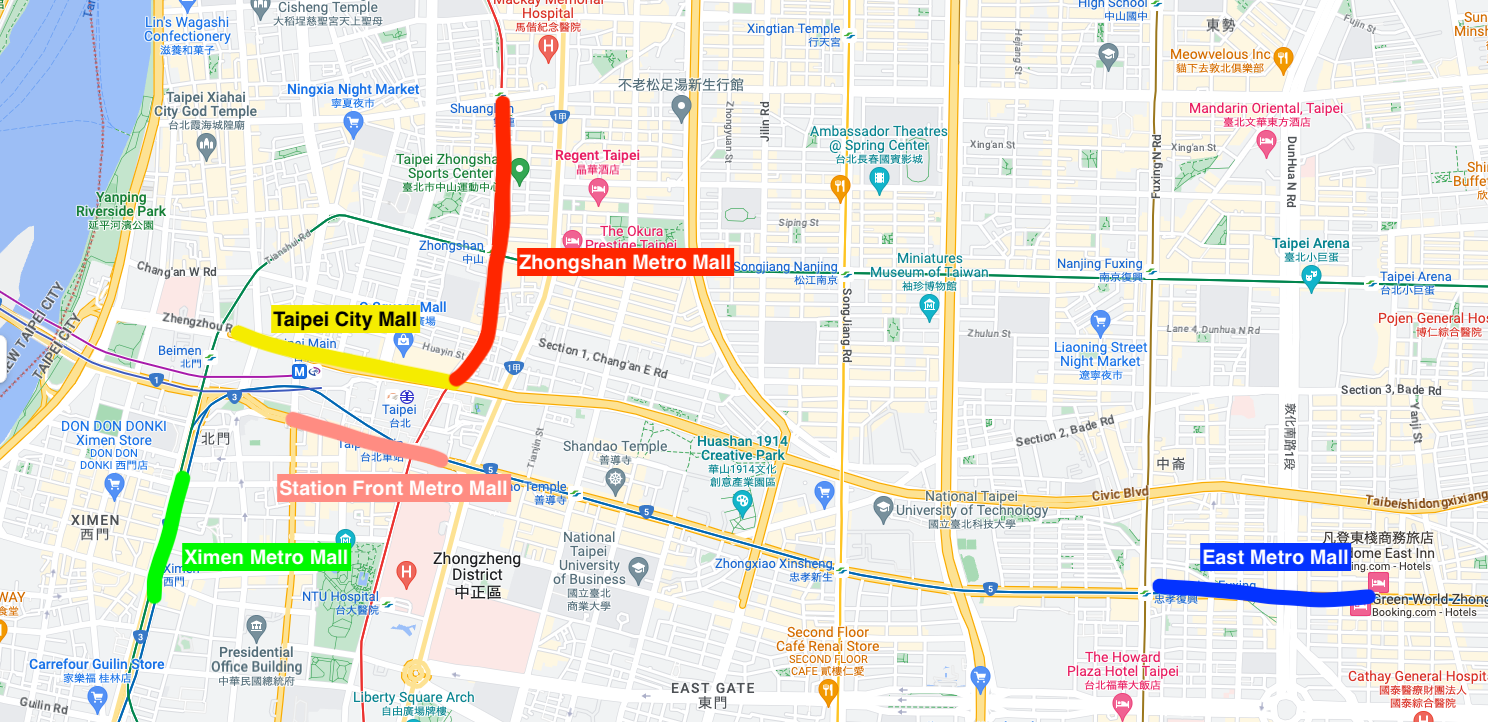 Cisheng Temple
大稻埕慈聖宮天上聖母
Lin's Wagashi
Confectionery
滋養和菓子
Mackay Memorial
Hospital
馬偕紀念醫院
Xingtian Temple
行天宮
High School
中山國中
東勢
Fujin St
Meowvelous Inc
貓下去敦北俱樂部
Hejiang St
Ningxia Night Market
寧夏夜市
Taipei Xiahai
City God Temple
台北霞海城隍廟
不老松足湯新生行館
1甲
Zhongyuan St
Jilin Rd
Mandarin Oriental, Taipei
臺北文華東方酒店
Ambassador Theatres
@ Spring Center
台北長春國賓影城
Xing'an St
Xing'an St
Fuxing N Rd
DunHua N Rd
Taipei Zhongsha
Sports Center
臺北市中山運動中心
Regent Taipei
晶華酒店
Yanping
Riverside Park
延平河濱公園
Siping St
The Okura
Prestige Taipei
Tianshui Rd
Zhongshan
中山
Zhongshan Metro Mall
Songjiang Nanjing
松江南京
Miniatures
Museum of Taiwan
袖珍博物館
Nanjing Fuxing
南京復興
Taipei Arena
臺北小巨蛋
Taipei Arena
台北小巨蛋
Chang'an W Rd
SongJiang Rd
Taipei City Mall
Zhengzhou R
Huayin St
Beimen
北門
M
1甲
Section 1, Chang'an E Rd
Zhulun St
Lane 4, Dunhua N Rd
Liaoning Street
Night Market
遼寧夜市
Pojen General Hos
博仁綜合醫院
NEW TAIPEI CITY
TAIPEI CITY
1
3
Taipei
台北
Section 3, Bade Rd
Section 2, Bade Rd
Yanji St
敦化南路1段
DON DON DONKI
Ximen Store
DON DON
DONKI 西門店
北門
台北車站
5
Tianjin St
Shandao Temple
善導寺
Huashan 1914
Creative Park
華山1914文化
創意產業園區
中崙
Station Front Metro Mall
o Temple
善導寺
5
National Taipei
University of Technology
國立臺北科技大學
Civic Blvd
Taibeishidongxixiang
XIMEN
西門
Ximen Metro Mall
西門
Zhongzheng
District
中正區
National
Taipei
University
of Business
國立臺北
商業大學
Zhongxiao Xinsheng
忠孝新生
凡登東棧商務旅店
Home East Inn
ing.com - Hotels
East Metro Mall
忠孝復興
5
Green World Zhong
Booking.com - Hotels
NTU Hospital
台大醫院
3
WAY
食堂
Presidential
Office Building
中華民國總統府
Carrefour Guilin Store
家樂福 桂林店
Guilin Rd
Liberty Square Arch
自由廣場牌樓
EAST GATE
東門
Second Floor
Café Renai Store
SECOND FLOOR
CAFE 貳樓仁愛
The Howard
Plaza Hotel Taipei
台北福華大飯店
Cathay General Hospit
國泰醫療財團法人
國泰綜合醫院